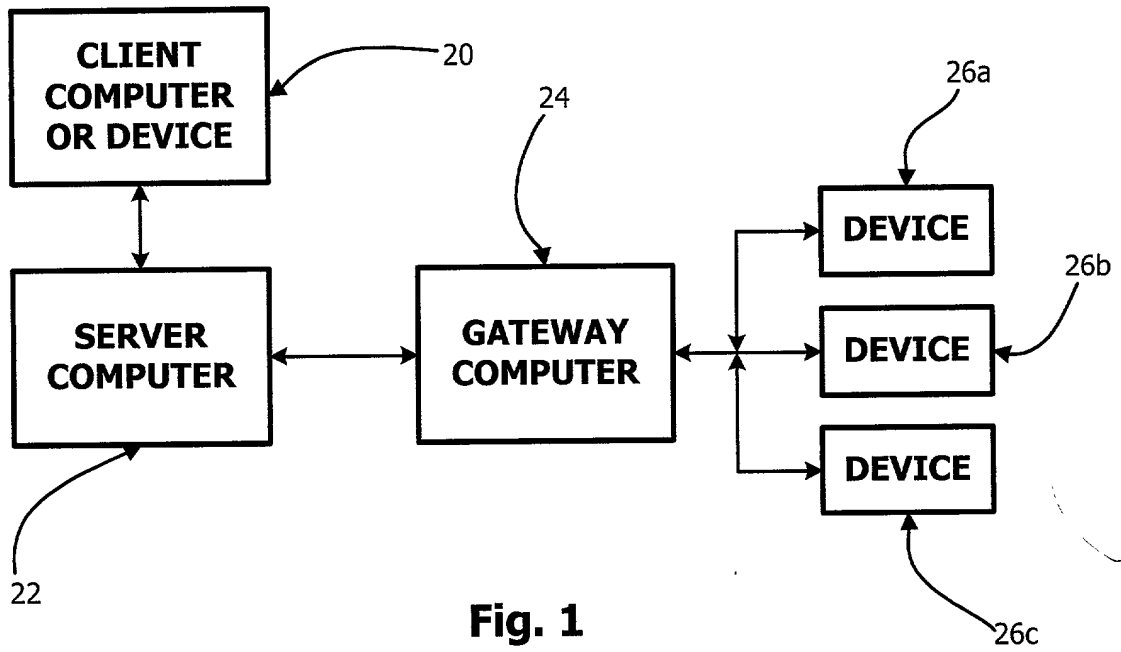 CLIENT
COMPUTER
OR DEVICE
20
24
26a
DEVICE
26b
SERVER
COMPUTER
GATEWAY
COMPUTER
DEVICE
DEVICE
22
26c
Fig. 1